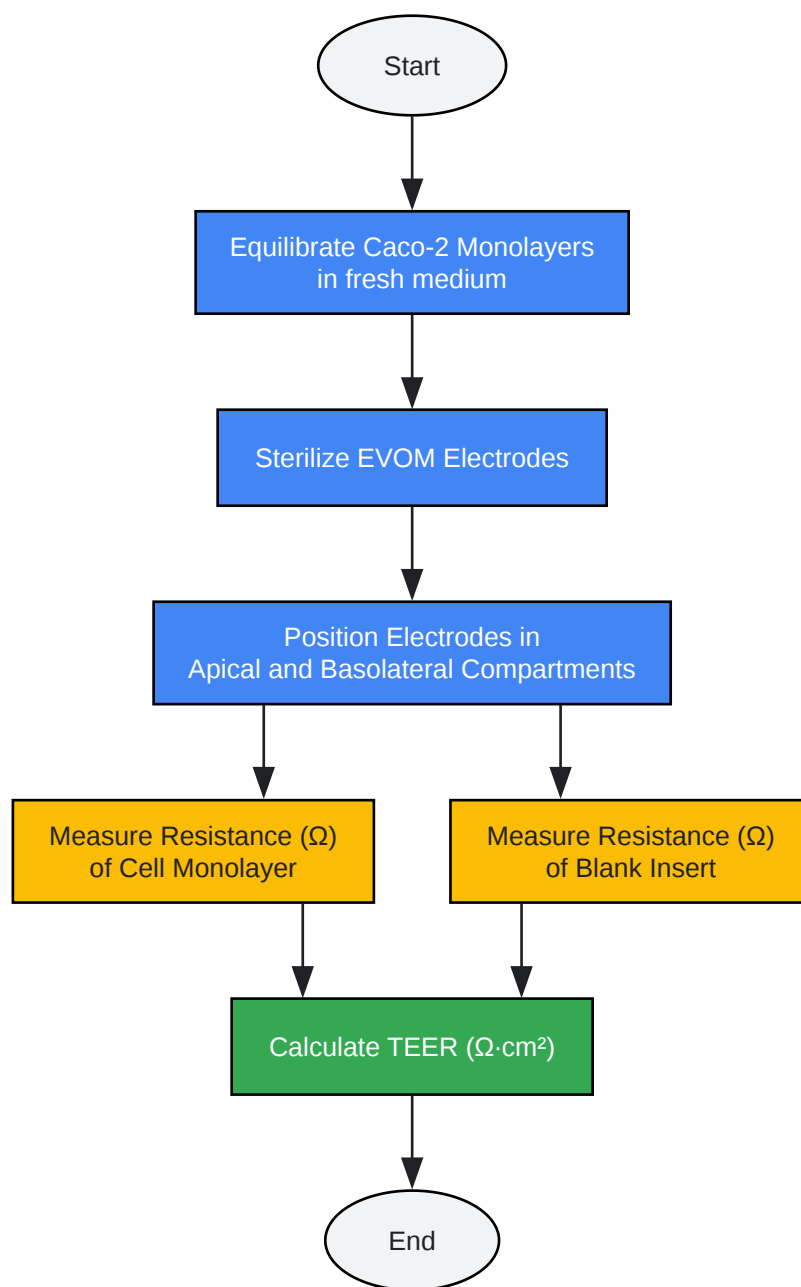 Start
Equilibrate Caco-2 Monolayers
in fresh medium
Sterilize EVOM Electrodes
Position Electrodes in
Apical and Basolateral Compartments
Measure Resistance (Ω)
of Cell Monolayer
Measure Resistance (Ω)
of Blank Insert
Calculate TEER (Ω·cm²)
End